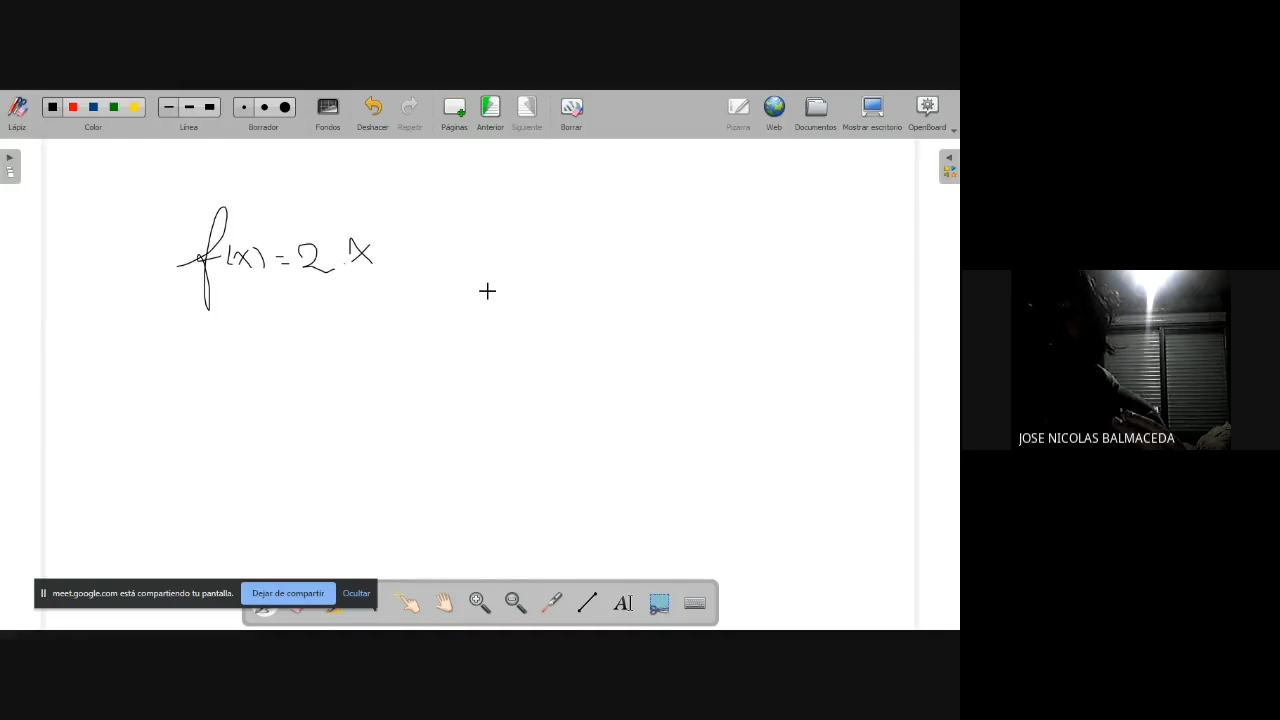 Lápiz Color Línea Borrador Fondos Deshacer Repetir Páginas Anterior Siguiente Borrar Pizarra Web Documentos Mostrar escritorio OpenBoard
f(x) = 2.x
JOSE NICOLAS BALMACEDA
meet.google.com está compartiendo tu pantalla. Dejar de compartir Ocultar
AI